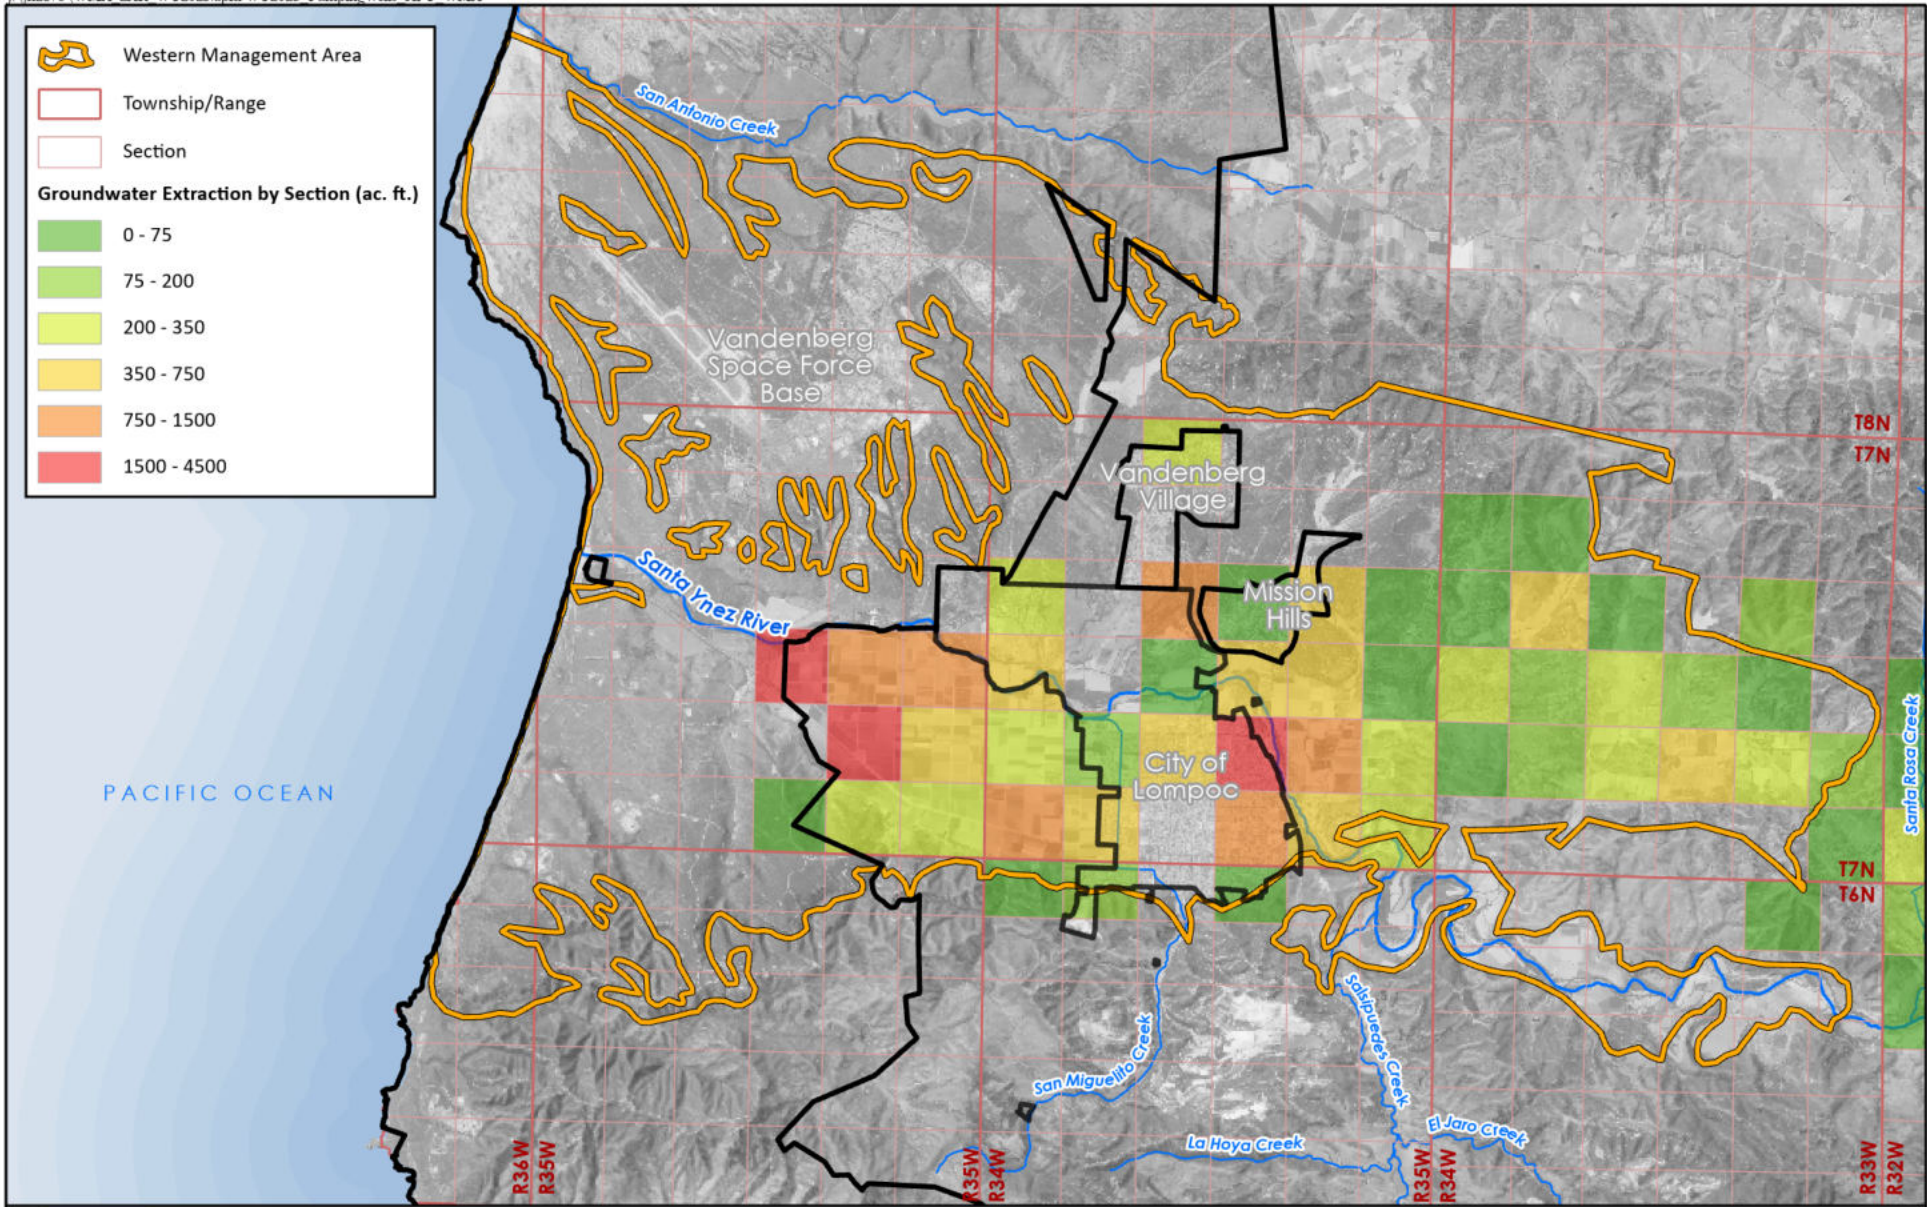 Western Management Area
Township/Range
Section
Groundwater Extraction by Section (ac. ft.)
0 - 75
75 - 200
200 - 350
350 - 750
750 - 1500
1500 - 4500
San Antonio Creek
Vandenberg
Space Force
Base
T8N
T7N
Vandenberg
Village
Santa Ynez River
Mission
Hills
City of
Lompoc
PACIFIC OCEAN
Santa Rosa Creek
T7N
T6N
San Miguelito Creek
Salsipuedes Creek
El Jaro Creek
La Hoya Creek
R36W
R35W
R35W
R34W
R35W
R34W
R33W
R32W